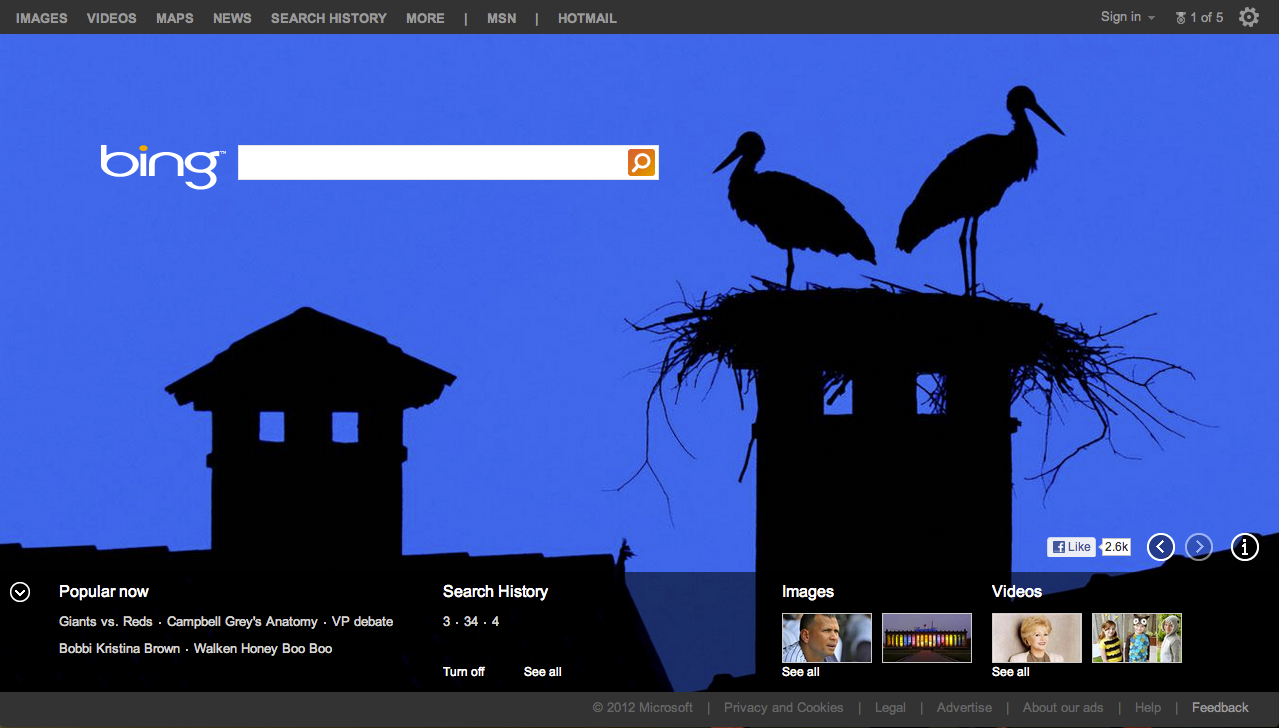 IMAGES VIDEOS MAPS NEWS SEARCH HISTORY MORE | MSN | HOTMAIL Sign in 1 of 5
bing™
Like 2.6k
Popular now
Giants vs. Reds · Campbell Grey's Anatomy · VP debate
Bobbi Kristina Brown · Walken Honey Boo Boo
Search History
3 · 34 · 4
Turn off See all
Images
See all
Videos
See all
© 2012 Microsoft | Privacy and Cookies | Legal | Advertise | About our ads | Help | Feedback